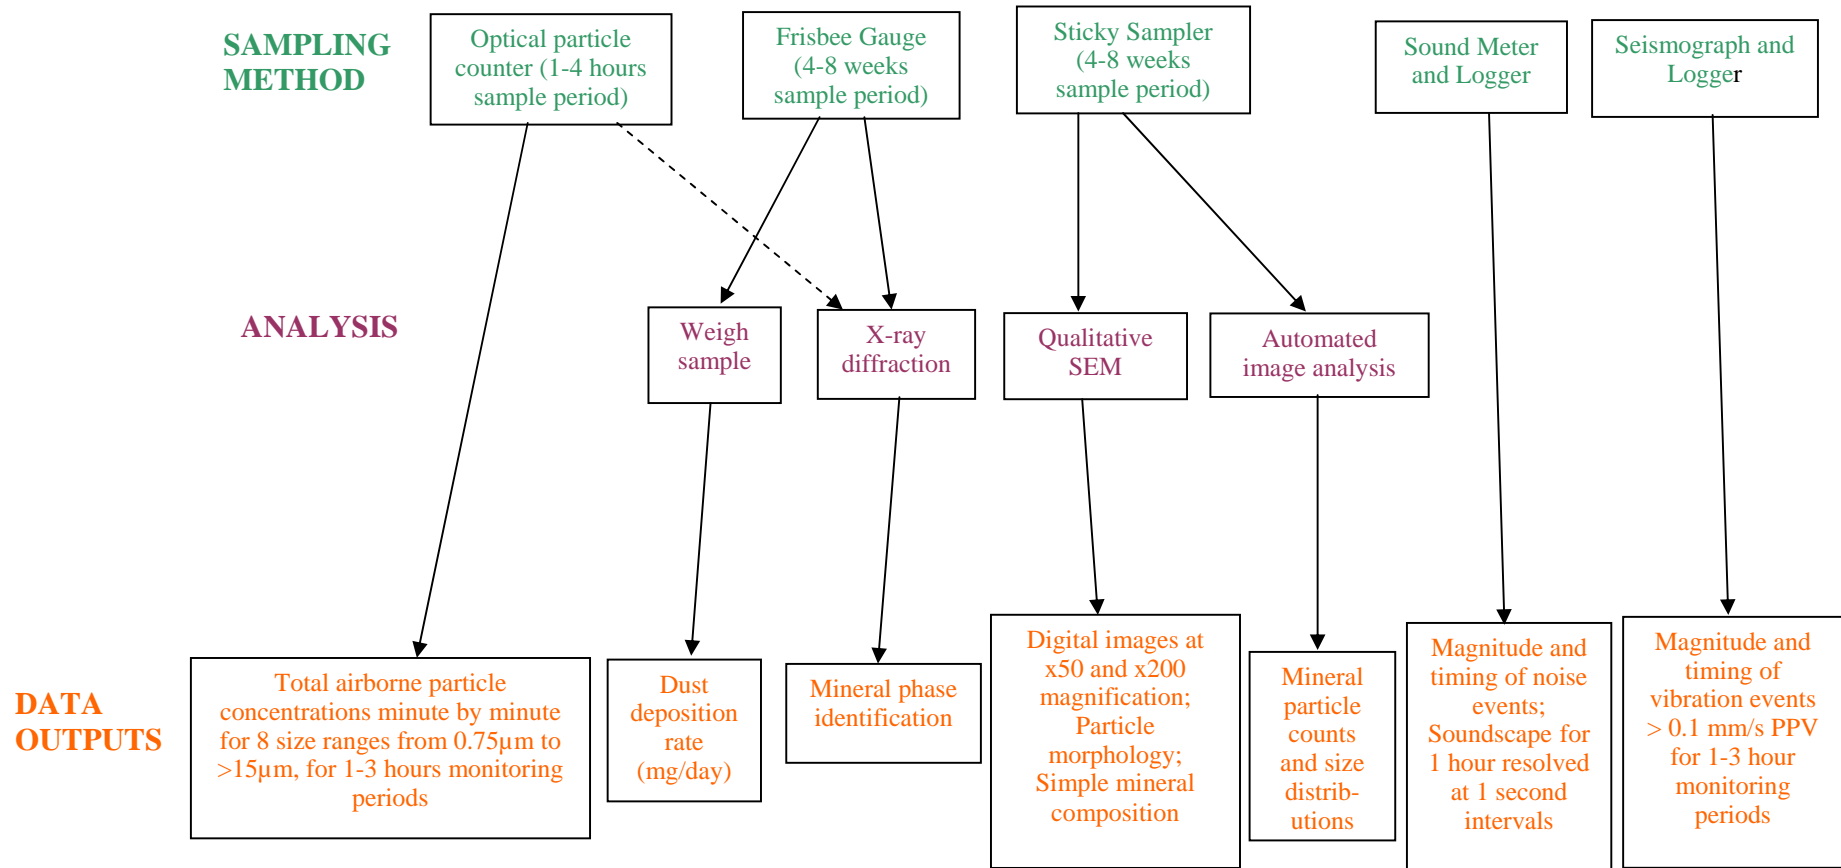 SAMPLING
METHOD
Optical particle
counter (1-4 hours
sample period)
Frisbee Gauge
(4-8 weeks
sample period)
Sticky Sampler
(4-8 weeks
sample period)
Sound Meter
and Logger
Seismograph and
Logger
ANALYSIS
Weigh
sample
X-ray
diffraction
Qualitative
SEM
Automated
image analysis
DATA
OUTPUTS
Total airborne particle
concentrations minute by minute
for 8 size ranges from 0.75µm to
>15µm, for 1-3 hours monitoring
periods
Dust
deposition
rate
(mg/day)
Mineral phase
identification
Digital images at
x50 and x200
magnification;
Particle
morphology;
Simple mineral
composition
Mineral
particle
counts
and size
distrib-
utions
Magnitude and
timing of noise
events;
Soundscape for
1 hour resolved
at 1 second
intervals
Magnitude and
timing of
vibration events
> 0.1 mm/s PPV
for 1-3 hour
monitoring
periods